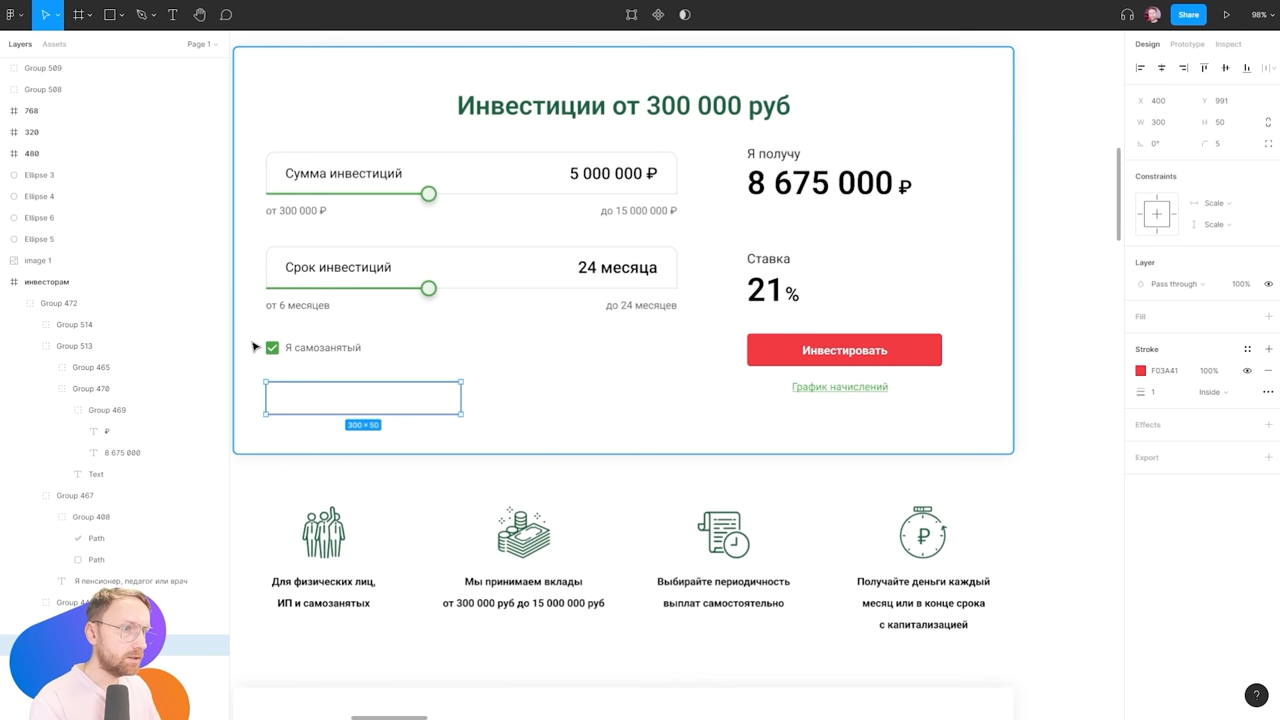 98%
Share
Layers
Assets
Page 1
Group 509
Group 508
768
320
480
Ellipse 3
Ellipse 4
Ellipse 6
Ellipse 5
image 1
инвесторам
Group 472
Group 514
Group 513
Group 465
Group 470
Group 469
₽
8 675 000
Text
Group 467
Group 408
Path
Path
Я пенсионер, педагог или врач
Инвестиции от 300 000 руб
Сумма инвестиций
5 000 000 ₽
от 300 000 ₽
до 15 000 000 ₽
Срок инвестиций
24 месяца
от 6 месяцев
до 24 месяцев
Я самозанятый
300 × 50
Я получу
8 675 000 ₽
Ставка
21 %
Инвестировать
График начислений
Для физических лиц,
ИП и самозанятых
Мы принимаем вклады
от 300 000 руб до 15 000 000 руб
Выбирайте периодичность
выплат самостоятельно
Получайте деньги каждый
месяц или в конце срока
с капитализацией
Design
Prototype
Inspect
X 400
Y 991
W 300
H 50
0°
5
Constraints
Scale
Scale
Layer
Pass through
100%
Fill
Stroke
F03A41
100%
1
Inside
Effects
Export
?